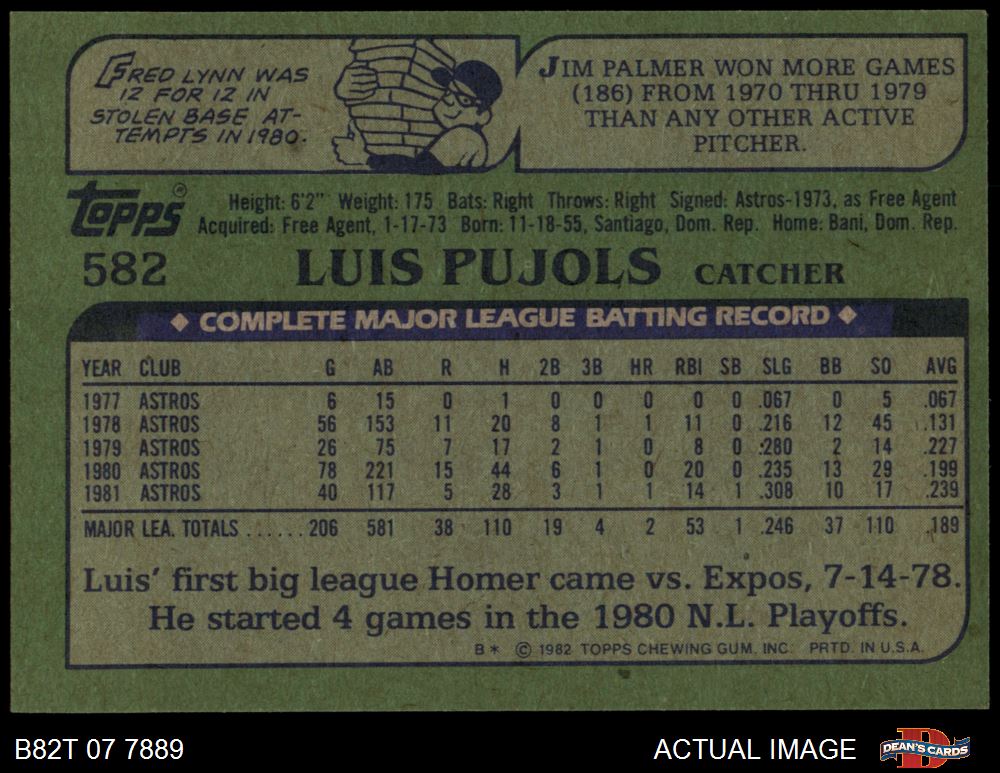 FRED LYNN WAS
12 FOR 12 IN
STOLEN BASE AT-
TEMPTS IN 1980.
JIM PALMER WON MORE GAMES
(186) FROM 1970 THRU 1979
THAN ANY OTHER ACTIVE
PITCHER.
TOPPS®
Height: 6'2" Weight: 175 Bats: Right Throws: Right Signed: Astros-1973, as Free Agent
Acquired: Free Agent, 1-17-73 Born: 11-18-55, Santiago, Dom. Rep. Home: Bani, Dom. Rep.
582 LUIS PUJOLS CATCHER
◆ COMPLETE MAJOR LEAGUE BATTING RECORD ◆
YEAR CLUB G AB R H 2B 3B HR RBI SB SLG BB SO AVG
1977 ASTROS 6 15 0 1 0 0 0 0 0 .067 0 5 .067
1978 ASTROS 56 153 11 20 8 1 1 11 0 .216 12 45 .131
1979 ASTROS 26 75 7 17 2 1 0 8 0 .280 2 14 .227
1980 ASTROS 78 221 15 44 6 1 0 20 0 .235 13 29 .199
1981 ASTROS 40 117 5 28 3 1 1 14 1 .308 10 17 .239
MAJOR LEA. TOTALS ...... 206 581 38 110 19 4 2 53 1 .246 37 110 .189
Luis' first big league Homer came vs. Expos, 7-14-78.
He started 4 games in the 1980 N.L. Playoffs.
B* © 1982 TOPPS CHEWING GUM, INC. PRTD. IN U.S.A.
B82T 07 7889
ACTUAL IMAGE
DEAN'S CARDS